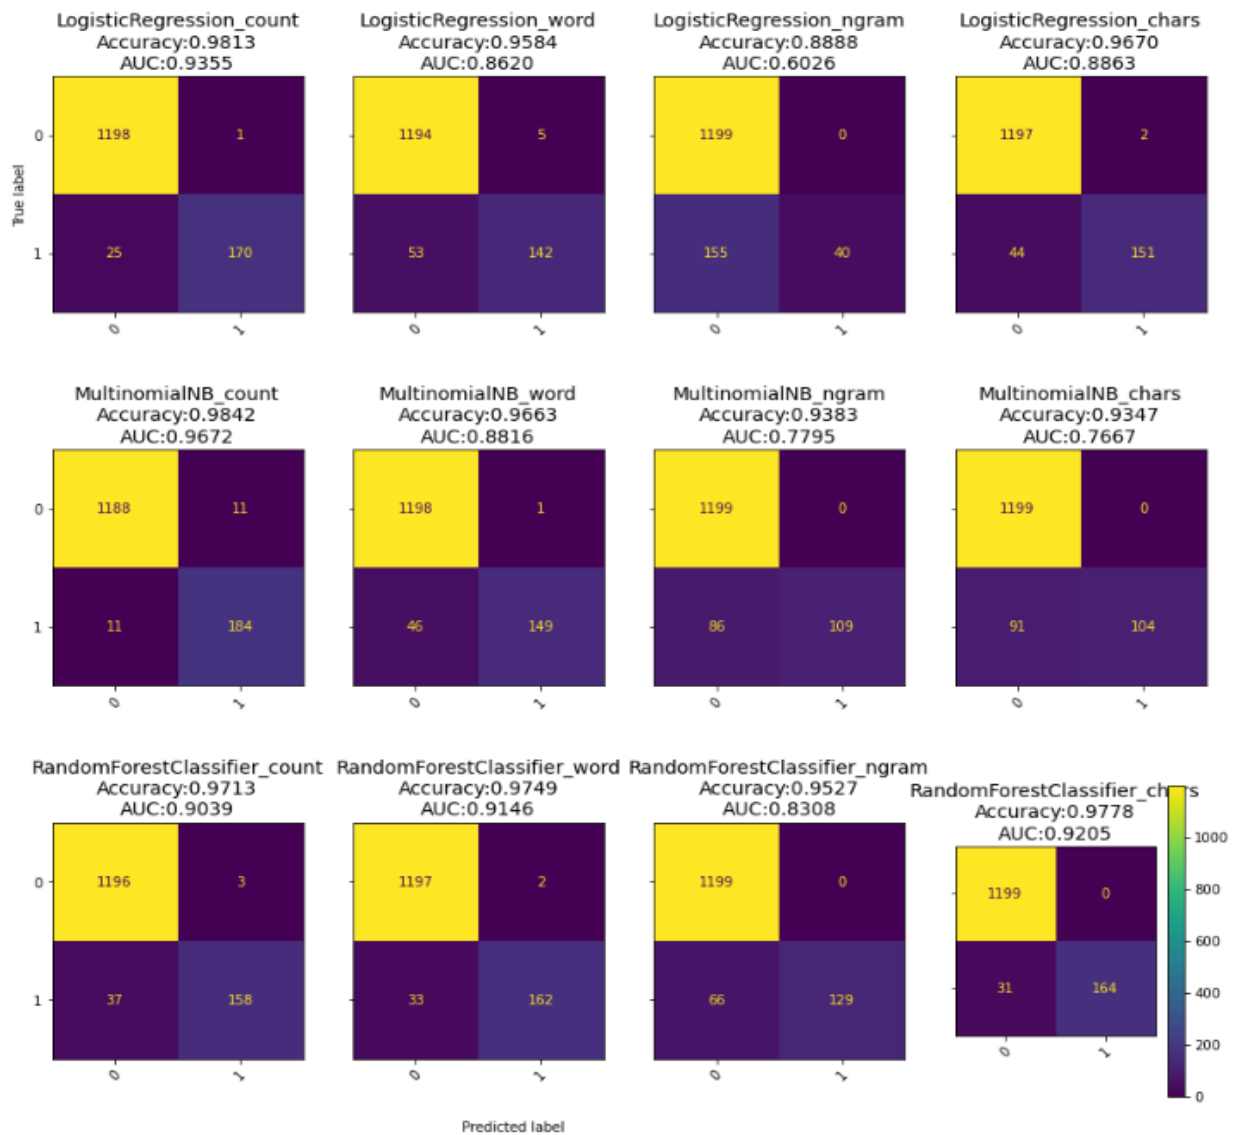 LogisticRegression_count
Accuracy:0.9813
AUC:0.9355
LogisticRegression_word
Accuracy:0.9584
AUC:0.8620
LogisticRegression_ngram
Accuracy:0.8888
AUC:0.6026
LogisticRegression_chars
Accuracy:0.9670
AUC:0.8863
True label
0
1198 1
1
25 170
0 1
1194 5
53 142
0 1
1199 0
155 40
0 1
1197 2
44 151
0 1
MultinomialNB_count
Accuracy:0.9842
AUC:0.9672
MultinomialNB_word
Accuracy:0.9663
AUC:0.8816
MultinomialNB_ngram
Accuracy:0.9383
AUC:0.7795
MultinomialNB_chars
Accuracy:0.9347
AUC:0.7667
0
1188 11
1
11 184
0 1
1198 1
46 149
0 1
1199 0
86 109
0 1
1199 0
91 104
0 1
RandomForestClassifier_count
Accuracy:0.9713
AUC:0.9039
RandomForestClassifier_word
Accuracy:0.9749
AUC:0.9146
RandomForestClassifier_ngram
Accuracy:0.9527
AUC:0.8308
RandomForestClassifier_chars
Accuracy:0.9778
AUC:0.9205
0
1196 3
1
37 158
0 1
1197 2
33 162
0 1
1199 0
66 129
0 1
1199 0
31 164
0 1
1000
800
600
400
200
0
Predicted label